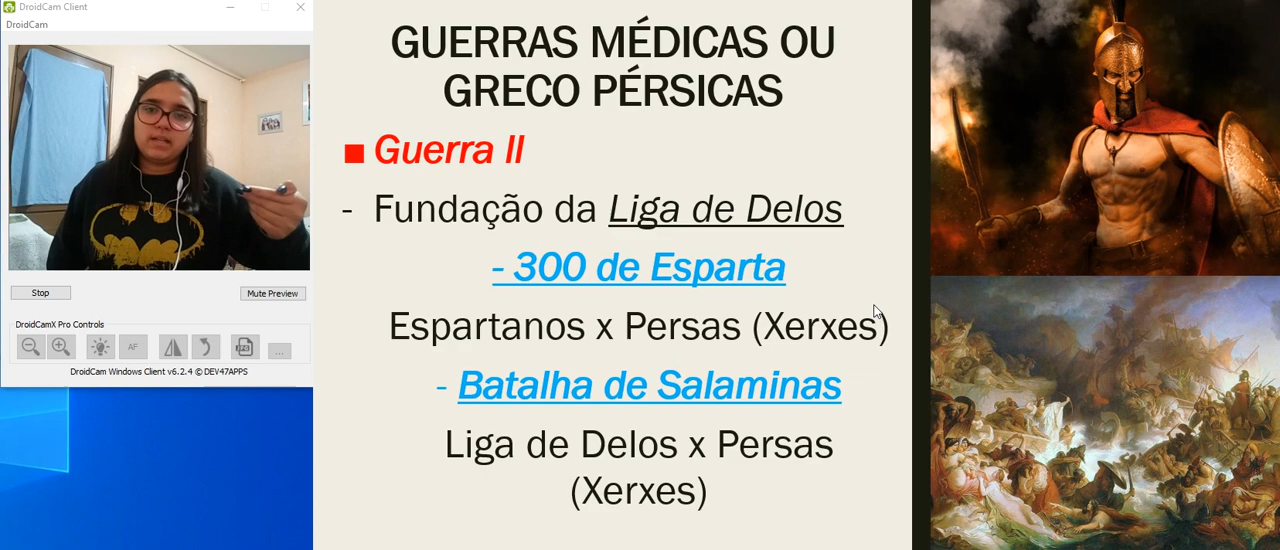 DroidCam Client
DroidCam
Stop
Mute Preview
DroidCamX Pro Controls
AF
...
DroidCam Windows Client v6.2.4 © DEV47APPS
GUERRAS MÉDICAS OU
GRECO PÉRSICAS
■ Guerra II
- Fundação da Liga de Delos
- 300 de Esparta
Espartanos x Persas (Xerxes)
- Batalha de Salaminas
Liga de Delos x Persas
(Xerxes)